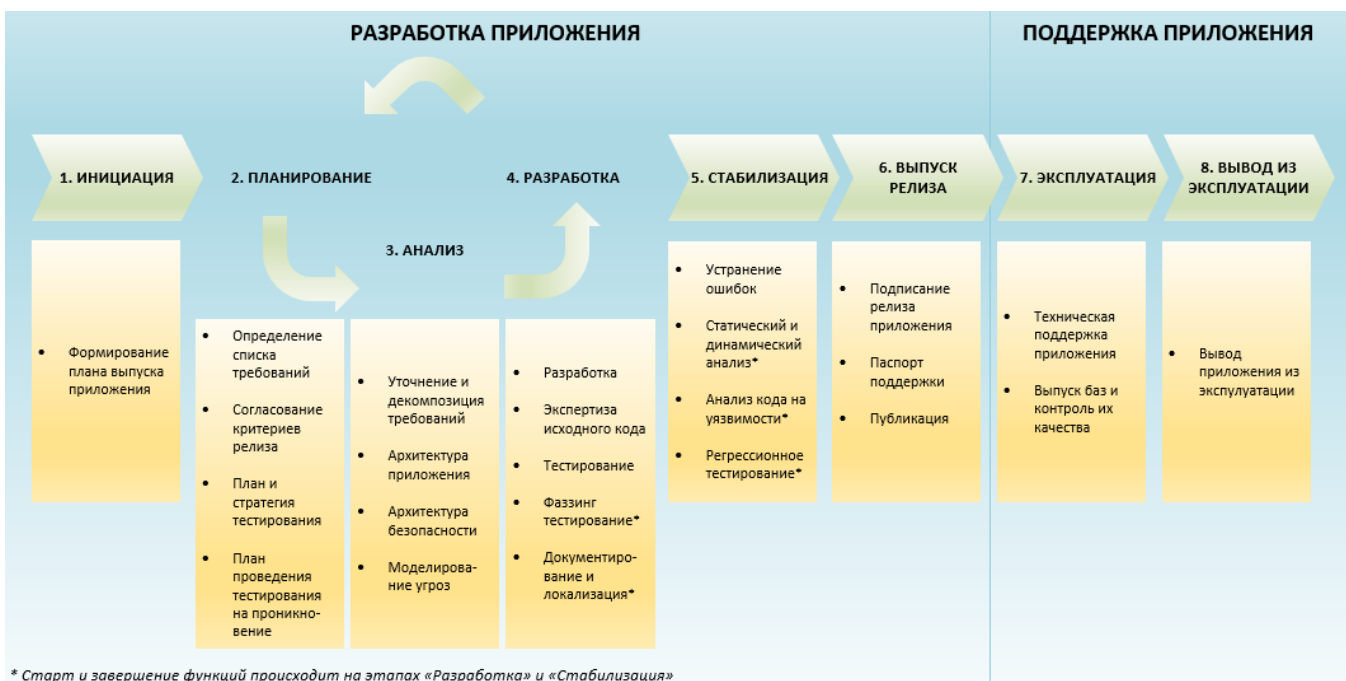 РАЗРАБОТКА ПРИЛОЖЕНИЯ
ПОДДЕРЖКА ПРИЛОЖЕНИЯ
1. ИНИЦИАЦИЯ
2. ПЛАНИРОВАНИЕ
3. АНАЛИЗ
4. РАЗРАБОТКА
5. СТАБИЛИЗАЦИЯ
6. ВЫПУСК
РЕЛИЗА
7. ЭКСПЛУАТАЦИЯ
8. ВЫВОД ИЗ
ЭКСПЛУАТАЦИИ
• Формирование
плана выпуска
приложения
• Определение
списка
требований
• Согласование
критериев
релиза
• План и
стратегия
тестирования
• План
проведения
тестирования
на проникно-
вение
• Уточнение и
декомпозиция
требований
• Архитектура
приложения
• Архитектура
безопасности
• Моделирова-
ние угроз
• Разработка
• Экспертиза
исходного кода
• Тестирование
• Фаззинг
тестирование*
• Документиро-
вание и
локализация*
• Устранение
ошибок
• Статический и
динамический
анализ*
• Анализ кода на
уязвимости*
• Регрессионное
тестирование*
• Подписание
релиза
приложения
• Паспорт
поддержки
• Публикация
• Техническая
поддержка
приложения
• Выпуск баз и
контроль их
качества
• Вывод
приложения из
экспулуатации
* Старт и завершение функций происходит на этапах «Разработка» и «Стабилизация»